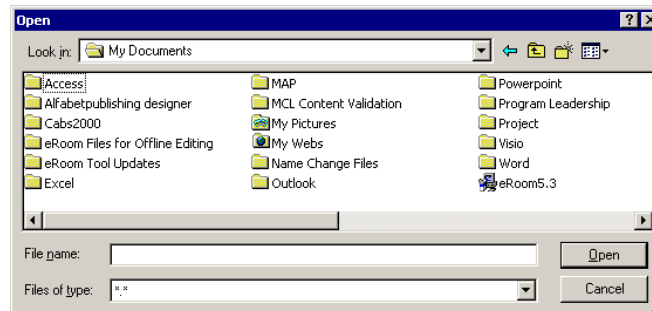 Open
Look in: My Documents
Access MAP Powerpoint
Alfabetpublishing designer MCL Content Validation Program Leadership
Cabs2000 My Pictures Project
eRoom Files for Offline Editing My Webs Visio
eRoom Tool Updates Name Change Files Word
Excel Outlook eRoom5.3
File name: Open
Files of type: *.* Cancel